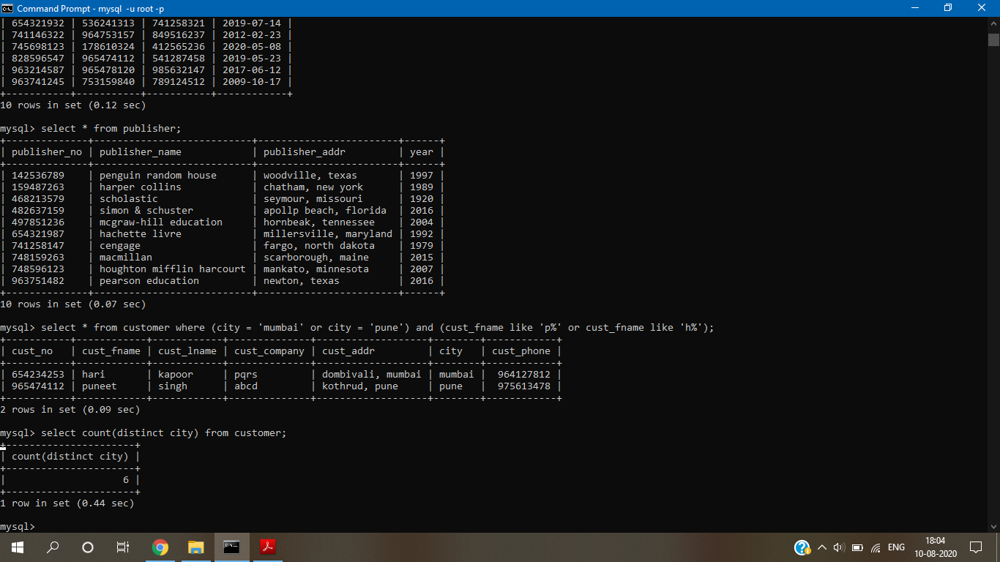 Command Prompt - mysql  -u root -p
| 654321932 | 536241313 | 741258321 | 2019-07-14 |
| 741146322 | 964753157 | 849516237 | 2012-02-23 |
| 745698123 | 178610324 | 412565236 | 2020-05-08 |
| 828596547 | 965474112 | 541287458 | 2019-05-23 |
| 963214587 | 965478120 | 985632147 | 2017-06-12 |
| 963741245 | 753159840 | 789124512 | 2009-10-17 |
+-----------+-----------+-----------+------------+
10 rows in set (0.12 sec)
mysql> select * from publisher;
+--------------+---------------------------+------------------------+------+
| publisher_no | publisher_name            | publisher_addr         | year |
+--------------+---------------------------+------------------------+------+
| 142536789    | penguin random house      | woodville, texas       | 1997 |
| 159487263    | harper collins            | chatham, new york      | 1989 |
| 468213579    | scholastic                | seymour, missouri      | 1920 |
| 482637159    | simon & schuster          | apollp beach, florida  | 2016 |
| 497851236    | mcgraw-hill education     | hornbeak, tennessee    | 2004 |
| 654321987    | hachette livre            | millersville, maryland | 1992 |
| 741258147    | cengage                   | fargo, north dakota    | 1979 |
| 748159263    | macmillan                 | scarborough, maine     | 2015 |
| 748596123    | houghton mifflin harcourt | mankato, minnesota     | 2007 |
| 963751482    | pearson education         | newton, texas          | 2016 |
+--------------+---------------------------+------------------------+------+
10 rows in set (0.07 sec)
mysql> select * from customer where (city = 'mumbai' or city = 'pune') and (cust_fname like 'p%' or cust_fname like 'h%');
+-----------+------------+------------+--------------+-------------------+--------+------------+
| cust_no   | cust_fname | cust_lname | cust_company | cust_addr         | city   | cust_phone |
+-----------+------------+------------+--------------+-------------------+--------+------------+
| 654234253 | hari       | kapoor     | pqrs         | dombivali, mumbai | mumbai |  964127812 |
| 965474112 | puneet     | singh      | abcd         | kothrud, pune     | pune   |  975613478 |
+-----------+------------+------------+--------------+-------------------+--------+------------+
2 rows in set (0.09 sec)
mysql> select count(distinct city) from customer;
+----------------------+
| count(distinct city) |
+----------------------+
|                    6 |
+----------------------+
1 row in set (0.44 sec)
mysql>
ENG
18:04
10-08-2020